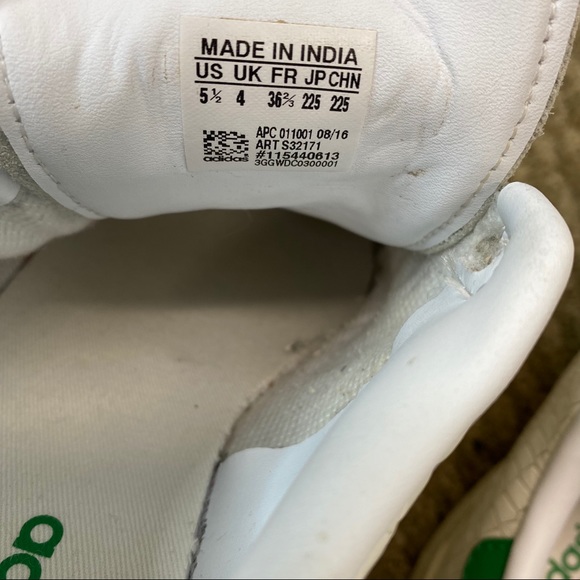 MADE IN INDIA
US UK FR JP CHN
5½ 4 36⅔ 225 225
APC 011001 08/16
ART S32171
#115440613
3GGWDC0300001
adidas
adidas